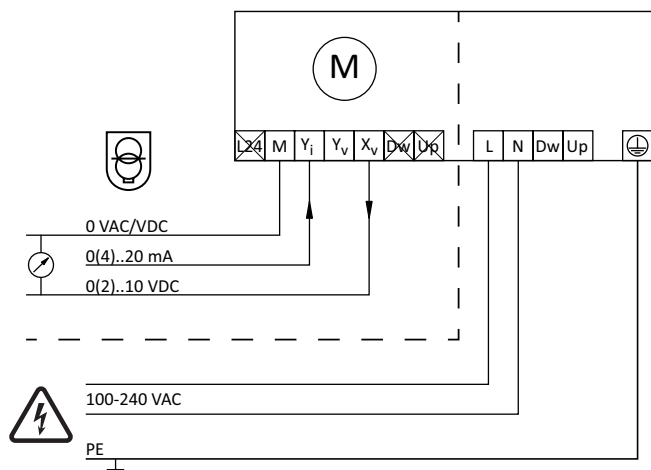 M
L24 M Yi Yv Xv Dw Up L N Dw Up
0 VAC/VDC
0(4)..20 mA
0(2)..10 VDC
100-240 VAC
PE